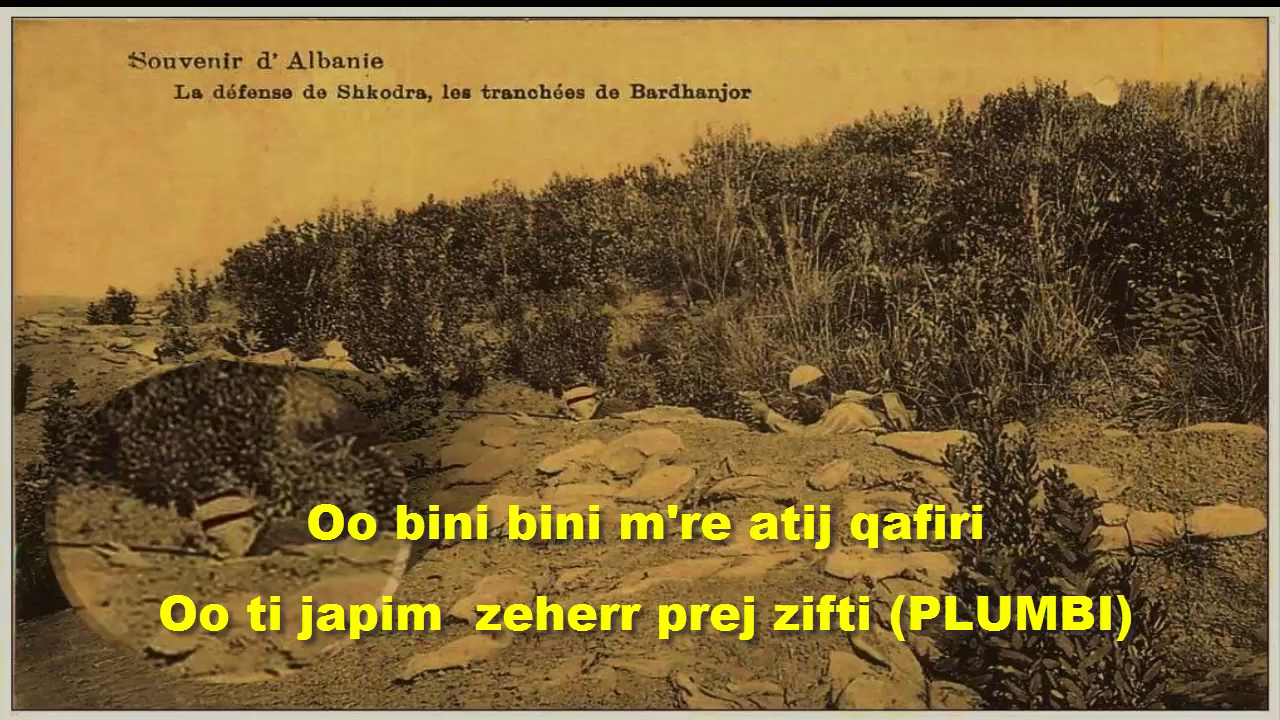 Souvenir d' Albanie
La défense de Shkodra, les tranchées de Bardhanjor
Oo bini bini m're atij qafiri
Oo ti japim zeherr prej zifti (PLUMBI)